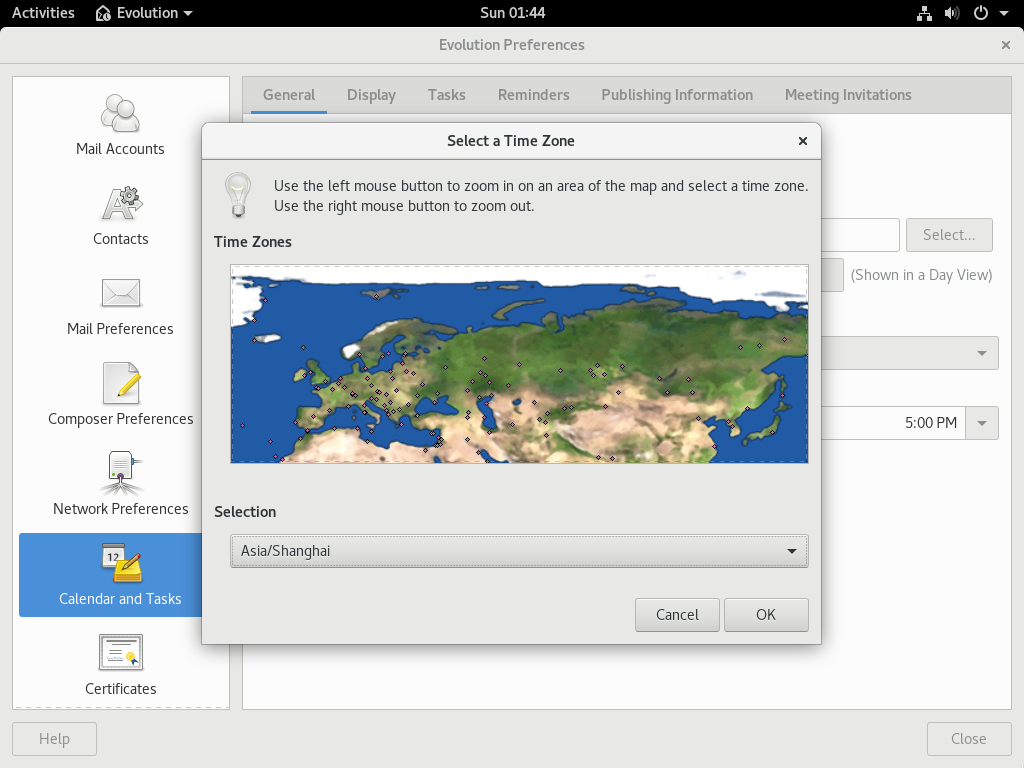 Activities
Evolution
Sun 01:44
Evolution Preferences
Mail Accounts
Contacts
Mail Preferences
Composer Preferences
Network Preferences
12
Calendar and Tasks
Certificates
General
Display
Tasks
Reminders
Publishing Information
Meeting Invitations
Select...
(Shown in a Day View)
5:00 PM
Select a Time Zone
Use the left mouse button to zoom in on an area of the map and select a time zone.
Use the right mouse button to zoom out.
Time Zones
Selection
Asia/Shanghai
Cancel
OK
Help
Close